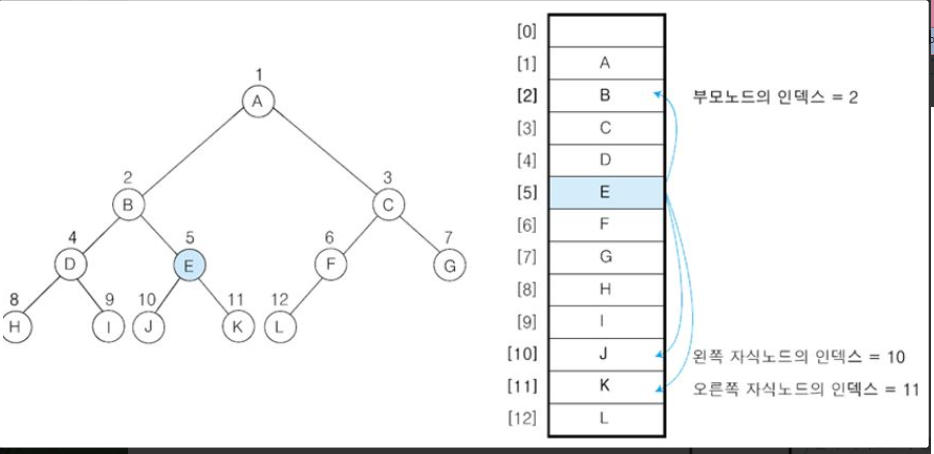 1
A
2
3
B
C
4
5
6
7
D
E
F
G
8
9
10
11
12
H
I
J
K
L
[0]
[1] A
[2] B 부모노드의 인덱스 = 2
[3] C
[4] D
[5] E
[6] F
[7] G
[8] H
[9] I
[10] J 왼쪽 자식노드의 인덱스 = 10
[11] K 오른쪽 자식노드의 인덱스 = 11
[12] L